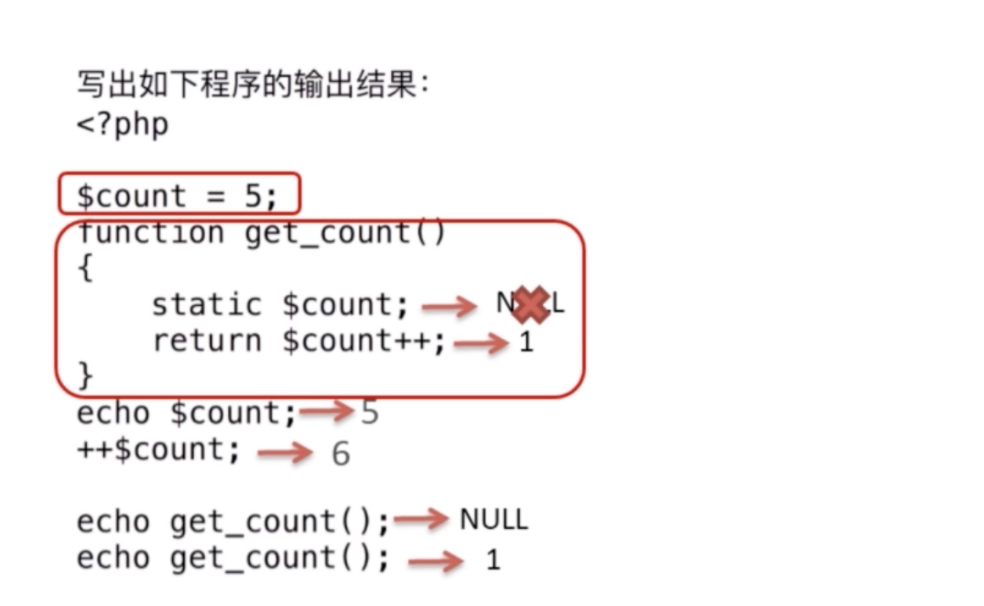 写出如下程序的输出结果：
<?php
$count = 5;
function get_count()
{
static $count; NULL
return $count++; 1
}
echo $count; 5
++$count; 6
echo get_count(); NULL
echo get_count(); 1